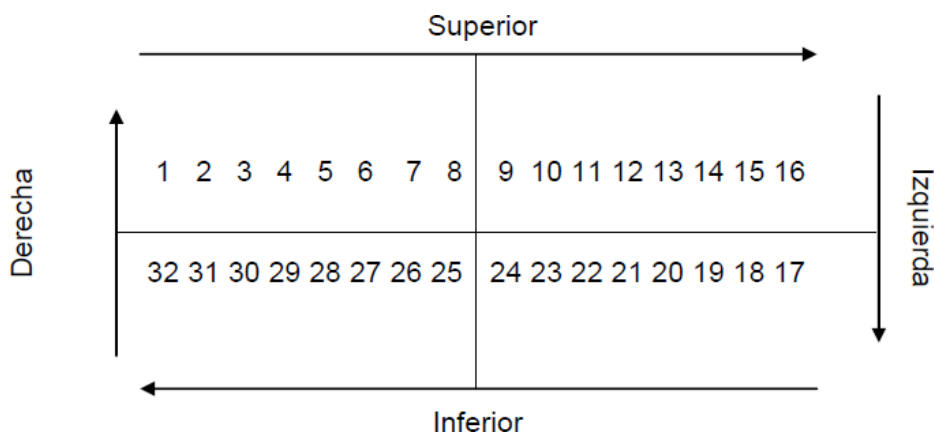 Superior
Derecha
1 2 3 4 5 6 7 8 9 10 11 12 13 14 15 16
Izquierda
32 31 30 29 28 27 26 25 24 23 22 21 20 19 18 17
Inferior